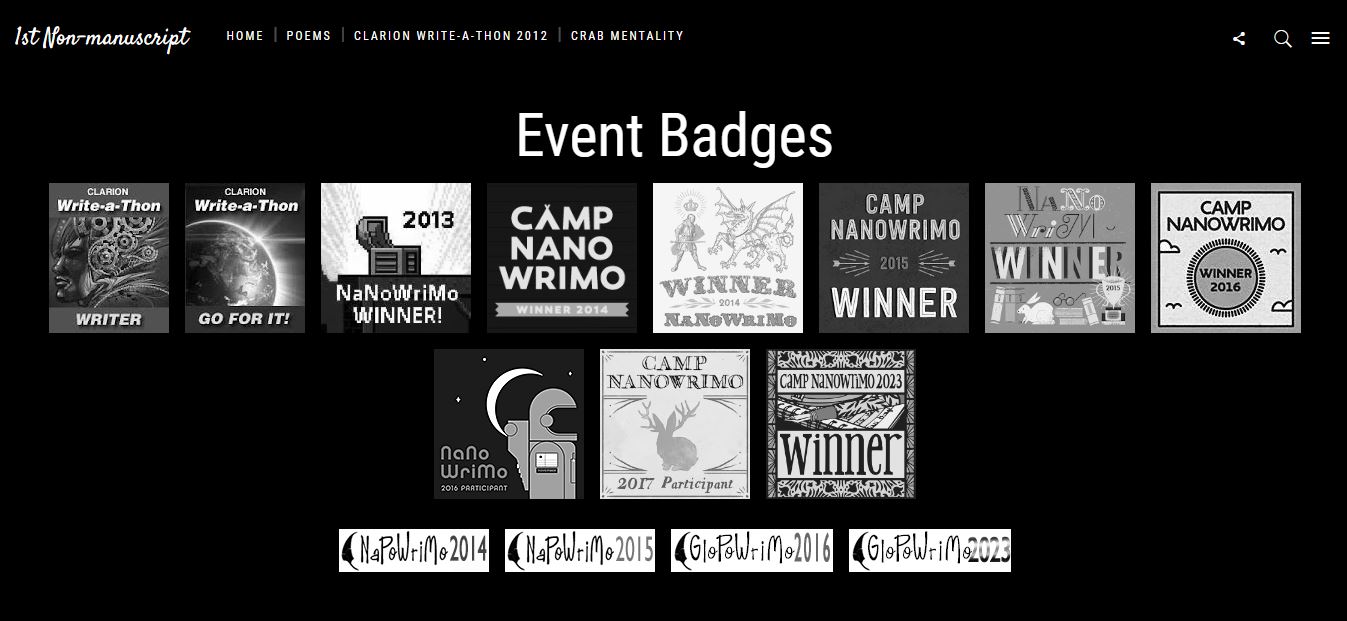 1st Non-manuscript
HOME
POEMS
CLARION WRITE-A-THON 2012
CRAB MENTALITY
Event Badges
CLARION
Write-a-Thon
WRITER
CLARION
Write-a-Thon
GO FOR IT!
2013
NaNoWriMo
WINNER!
CAMP
NANO
WRIMO
WINNER 2014
WINNER
2014
NaNoWriMo
CAMP
NANOWRIMO
2015
WINNER
NaNo
WriMo
WINNER
2015
CAMP
NANOWRIMO
WINNER
2016
NaNo
WriMo
2016 PARTICIPANT
CAMP
NANOWRIMO
2017 Participant
CAMP NANOWRIMO 2023
Winner
NaPoWriMo2014
NaPoWriMo2015
GloPoWriMo2016
GloPoWriMo2023